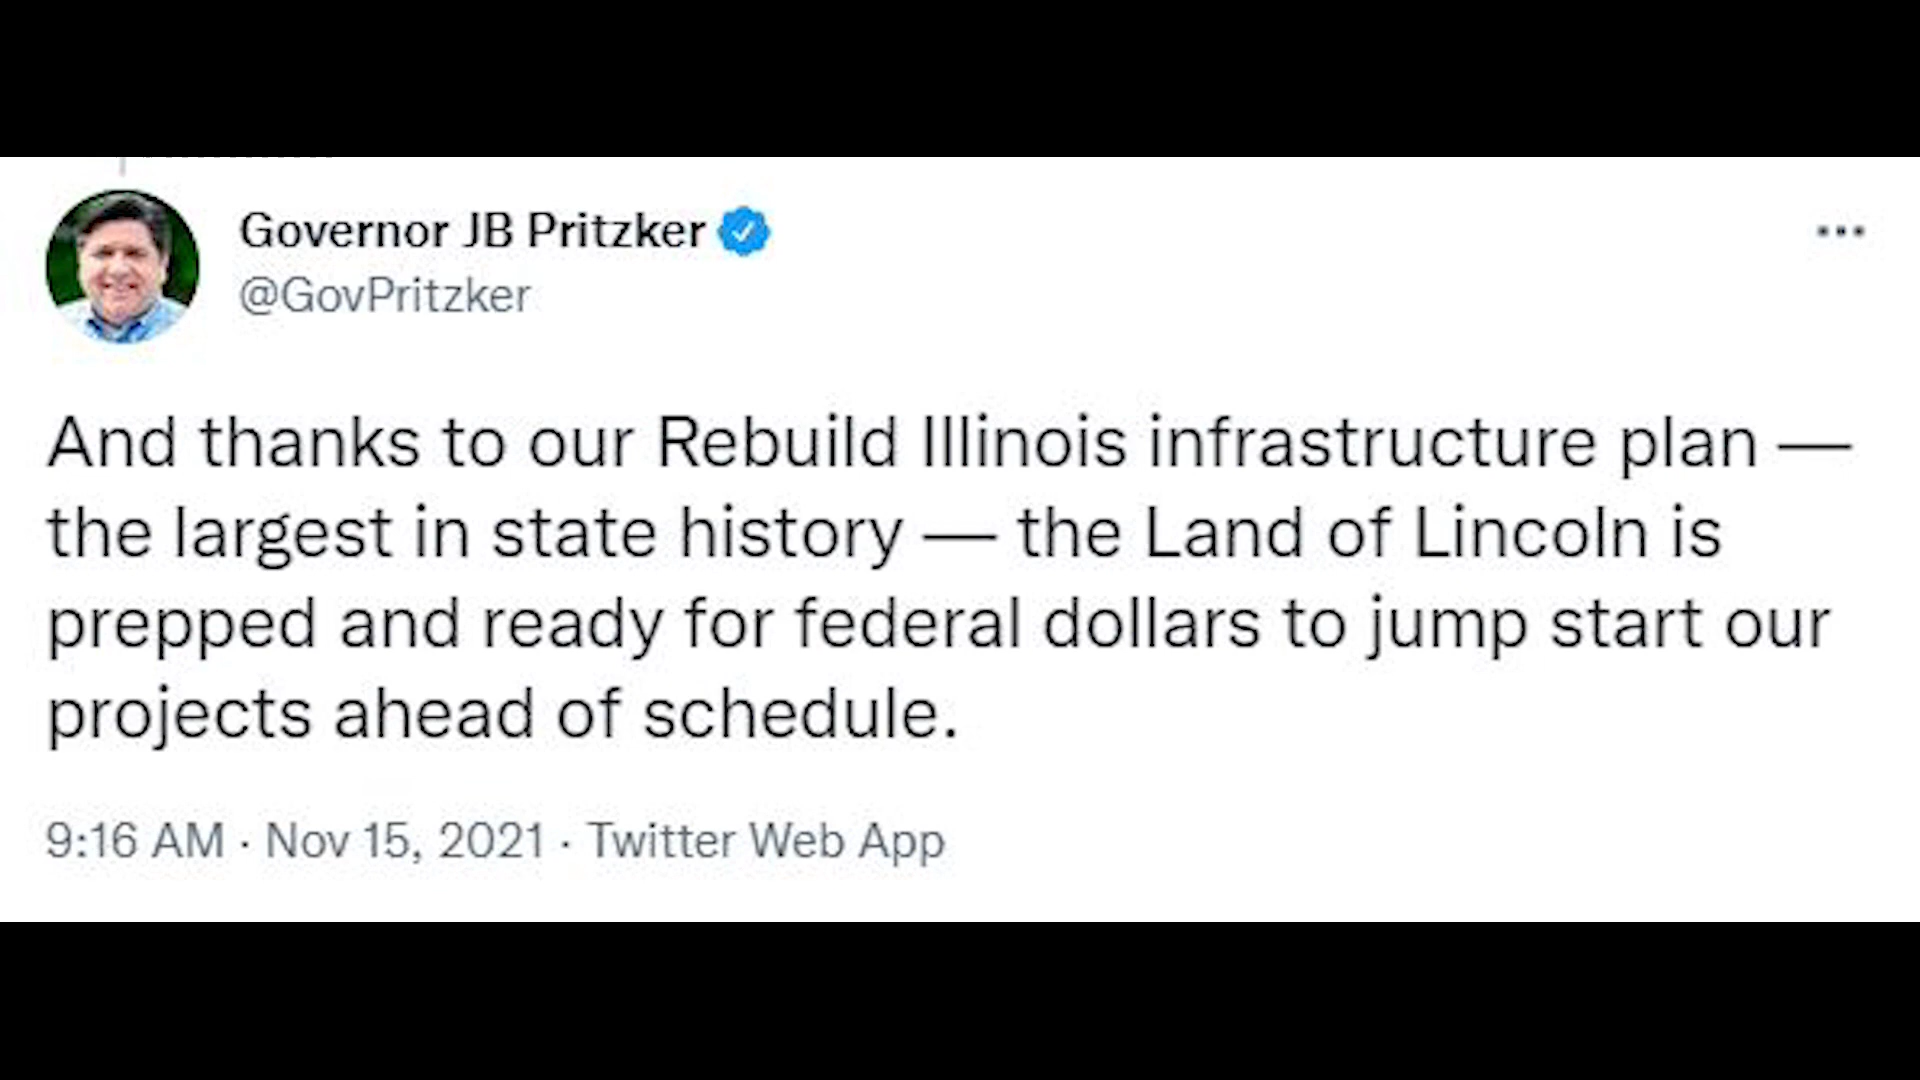 Governor JB Pritzker
@GovPritzker
And thanks to our Rebuild Illinois infrastructure plan —
the largest in state history — the Land of Lincoln is
prepped and ready for federal dollars to jump start our
projects ahead of schedule.
9:16 AM · Nov 15, 2021 · Twitter Web App